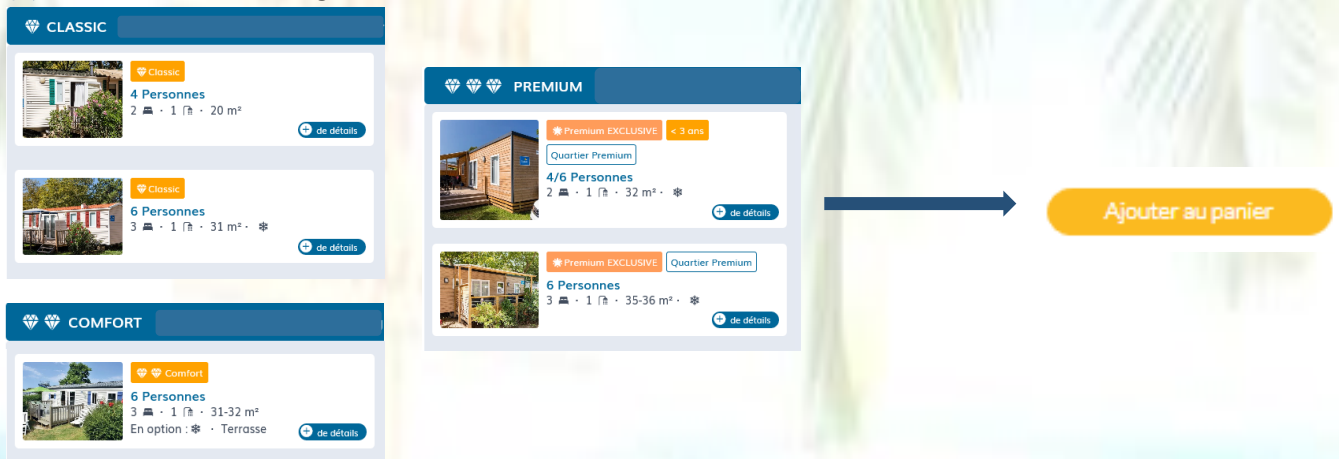 CLASSIC
Classic
4 Personnes
2 · 1 · 20 m²
+ de détails
Classic
6 Personnes
3 · 1 · 31 m² ·
+ de détails
COMFORT
Comfort
6 Personnes
3 · 1 · 31-32 m²
En option : · Terrasse
+ de détails
PREMIUM
Premium EXCLUSIVE < 3 ans
Quartier Premium
4/6 Personnes
2 · 1 · 32 m² ·
+ de détails
Premium EXCLUSIVE Quartier Premium
6 Personnes
3 · 1 · 35-36 m² ·
+ de détails
Ajouter au panier